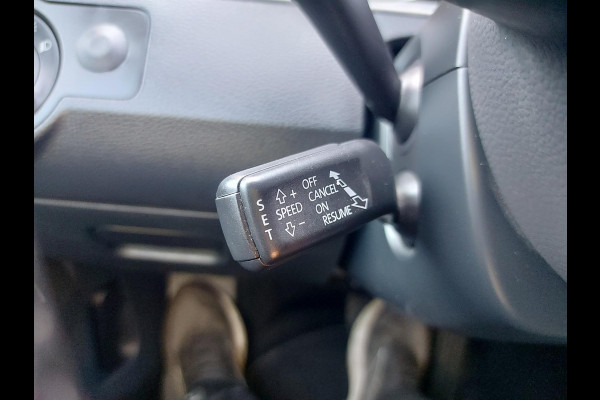 SET
+
SPEED
-
OFF
CANCEL
ON
RESUME